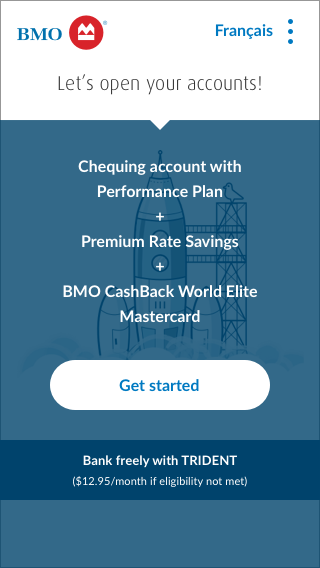 BMO
Français
Let's open your accounts!
Chequing account with
Performance Plan
+
Premium Rate Savings
+
BMO CashBack World Elite
Mastercard
Get started
Bank freely with TRIDENT
($12.95/month if eligibility not met)